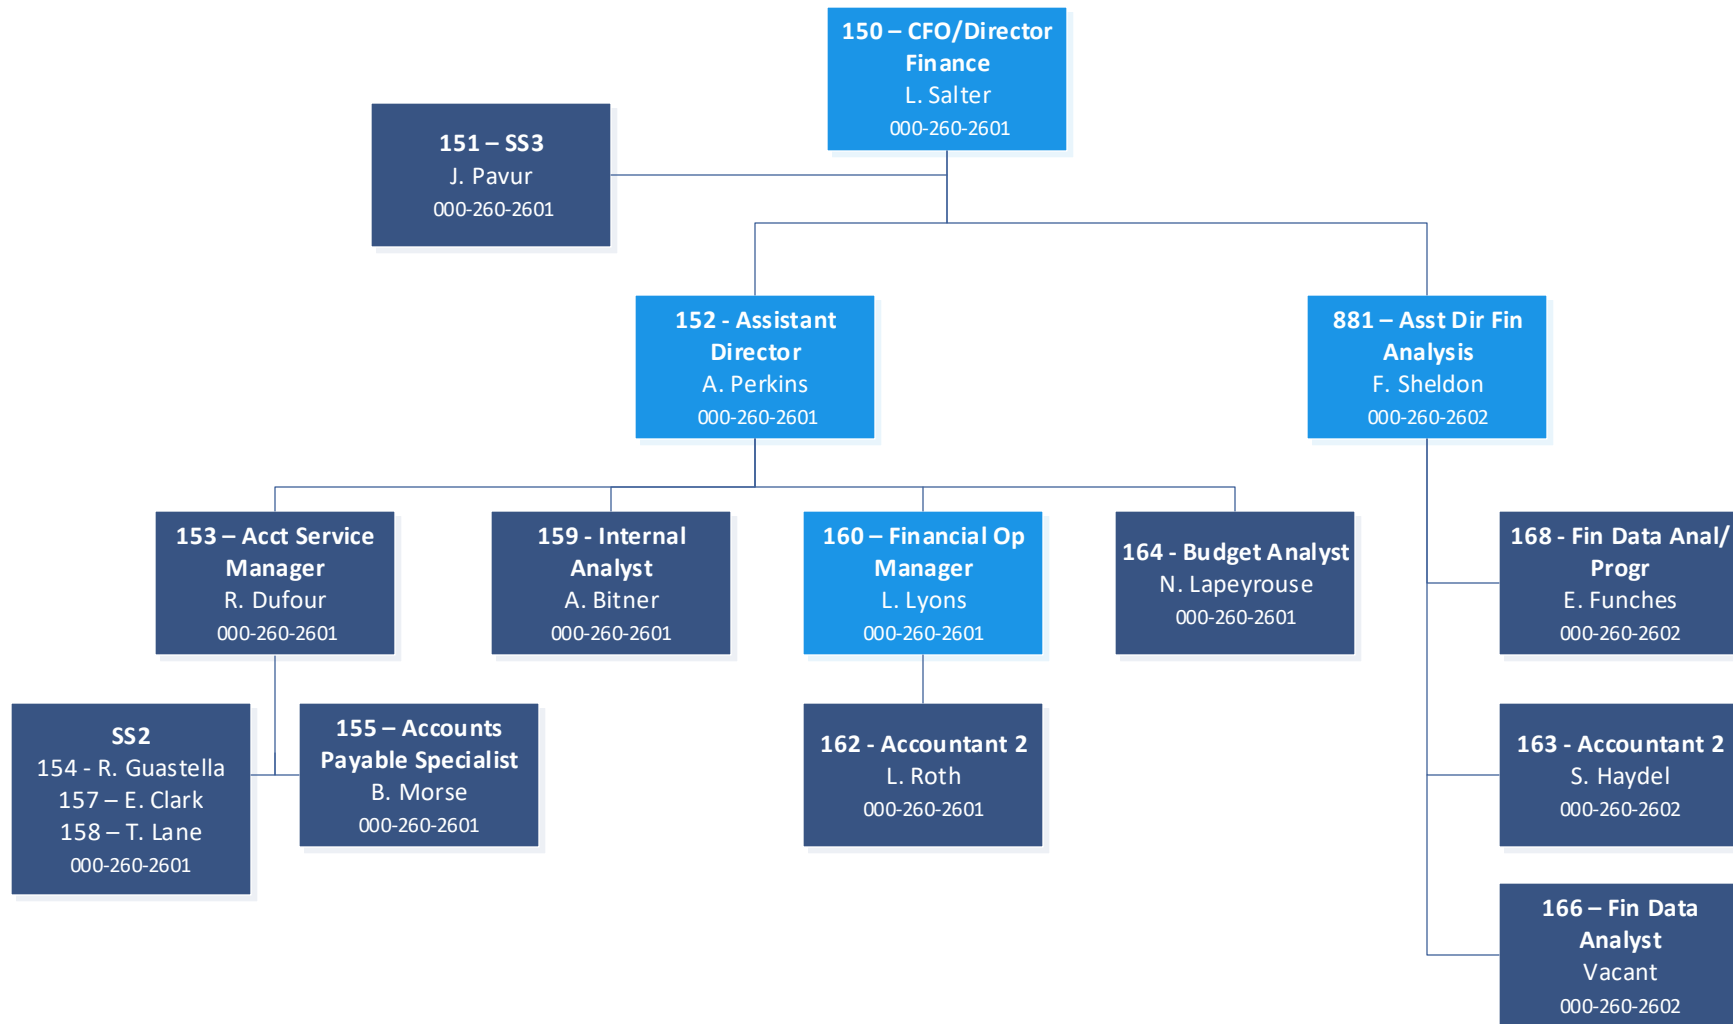 150 – CFO/Director
Finance
L. Salter
000-260-2601
151 – SS3
J. Pavur
000-260-2601
152 - Assistant
Director
A. Perkins
000-260-2601
881 – Asst Dir Fin
Analysis
F. Sheldon
000-260-2602
153 – Acct Service
Manager
R. Dufour
000-260-2601
159 - Internal
Analyst
A. Bitner
000-260-2601
160 – Financial Op
Manager
L. Lyons
000-260-2601
164 - Budget Analyst
N. Lapeyrouse
000-260-2601
168 - Fin Data Anal/
Progr
E. Funches
000-260-2602
SS2
154 - R. Guastella
157 – E. Clark
158 – T. Lane
000-260-2601
155 – Accounts
Payable Specialist
B. Morse
000-260-2601
162 - Accountant 2
L. Roth
000-260-2601
163 - Accountant 2
S. Haydel
000-260-2602
166 – Fin Data
Analyst
Vacant
000-260-2602